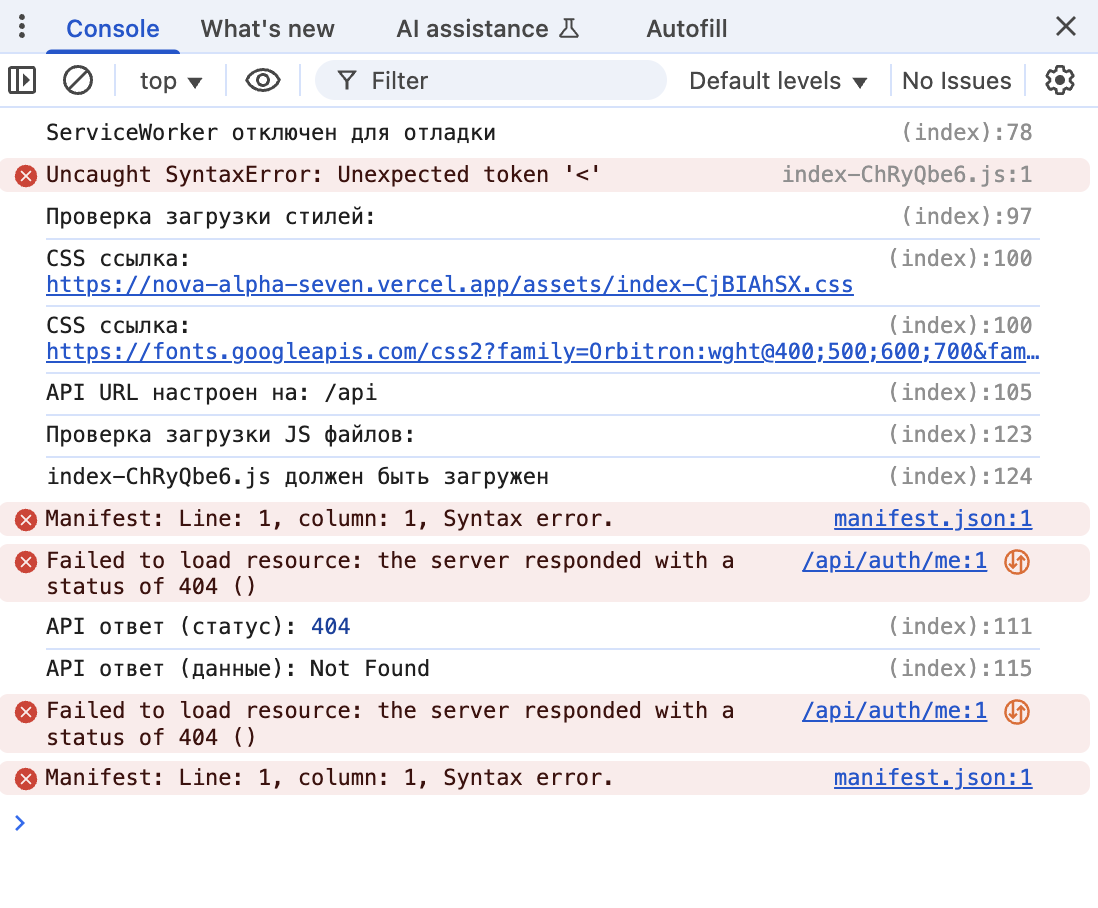 Console What's new AI assistance Autofill
top Filter Default levels No Issues
ServiceWorker отключен для отладки (index):78
Uncaught SyntaxError: Unexpected token '<' index-ChRyQbe6.js:1
Проверка загрузки стилей: (index):97
CSS ссылка: (index):100
https://nova-alpha-seven.vercel.app/assets/index-CjBIAhSX.css
CSS ссылка: (index):100
https://fonts.googleapis.com/css2?family=Orbitron:wght@400;500;600;700&fam…
API URL настроен на: /api (index):105
Проверка загрузки JS файлов: (index):123
index-ChRyQbe6.js должен быть загружен (index):124
Manifest: Line: 1, column: 1, Syntax error. manifest.json:1
Failed to load resource: the server responded with a /api/auth/me:1
status of 404 ()
API ответ (статус): 404 (index):111
API ответ (данные): Not Found (index):115
Failed to load resource: the server responded with a /api/auth/me:1
status of 404 ()
Manifest: Line: 1, column: 1, Syntax error. manifest.json:1